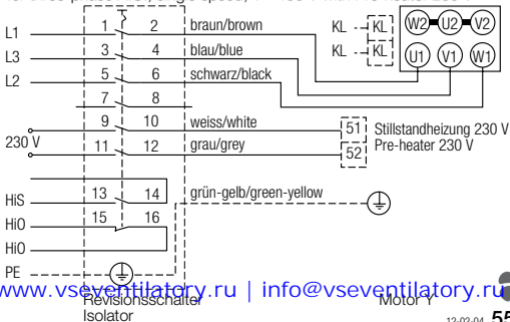 L1 1 2 braun/brown KL KL W2 U2 V2
L3 3 4 blau/blue KL KL U1 V1 W1
L2 5 6 schwarz/black
7 8
9 10 weiss/white 51 Stillstandheizung 230 V
230 V 11 12 grau/grey 52 Pre-heater 230 V
HiS 13 14 grün-gelb/green-yellow
HiO 15 16
HiO
PE
www.vseventilatory.ru | info@vseventilatory.ru
Revisionsschalter Motor Y
Isolator 12-02-04 55